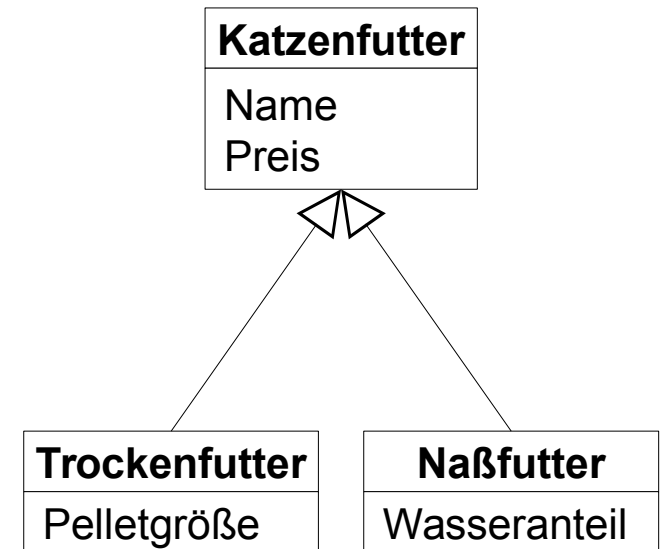 Katzenfutter
Name
Preis
Trockenfutter
Pelletgröße
Naßfutter
Wasseranteil